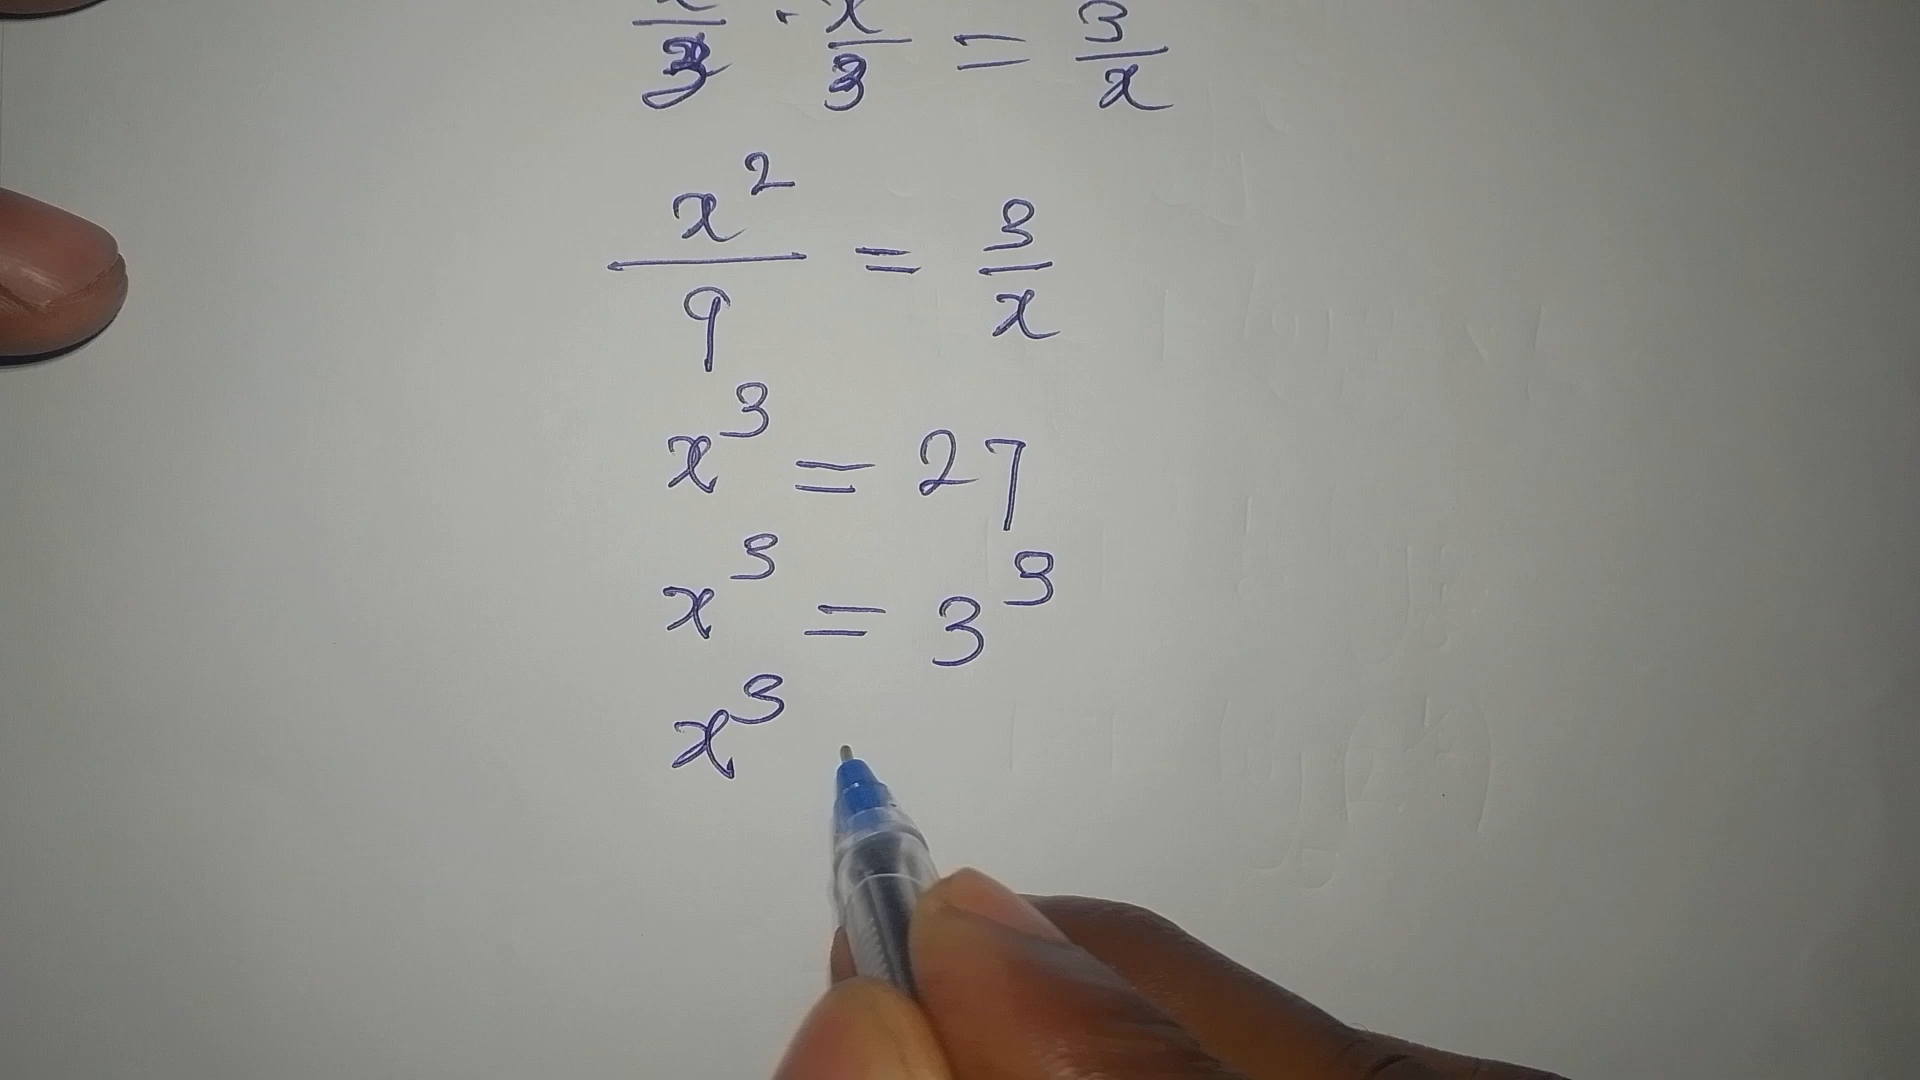 x/3 · x/3 = 3/x
x²/9 = 3/x
x³ = 27
x³ = 3³
x³